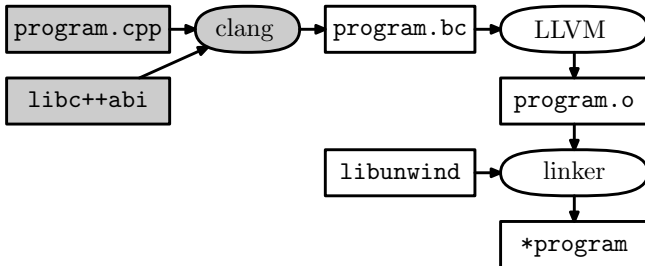 program.cpp
clang
program.bc
LLVM
libc++abi
program.o
libunwind
linker
*program